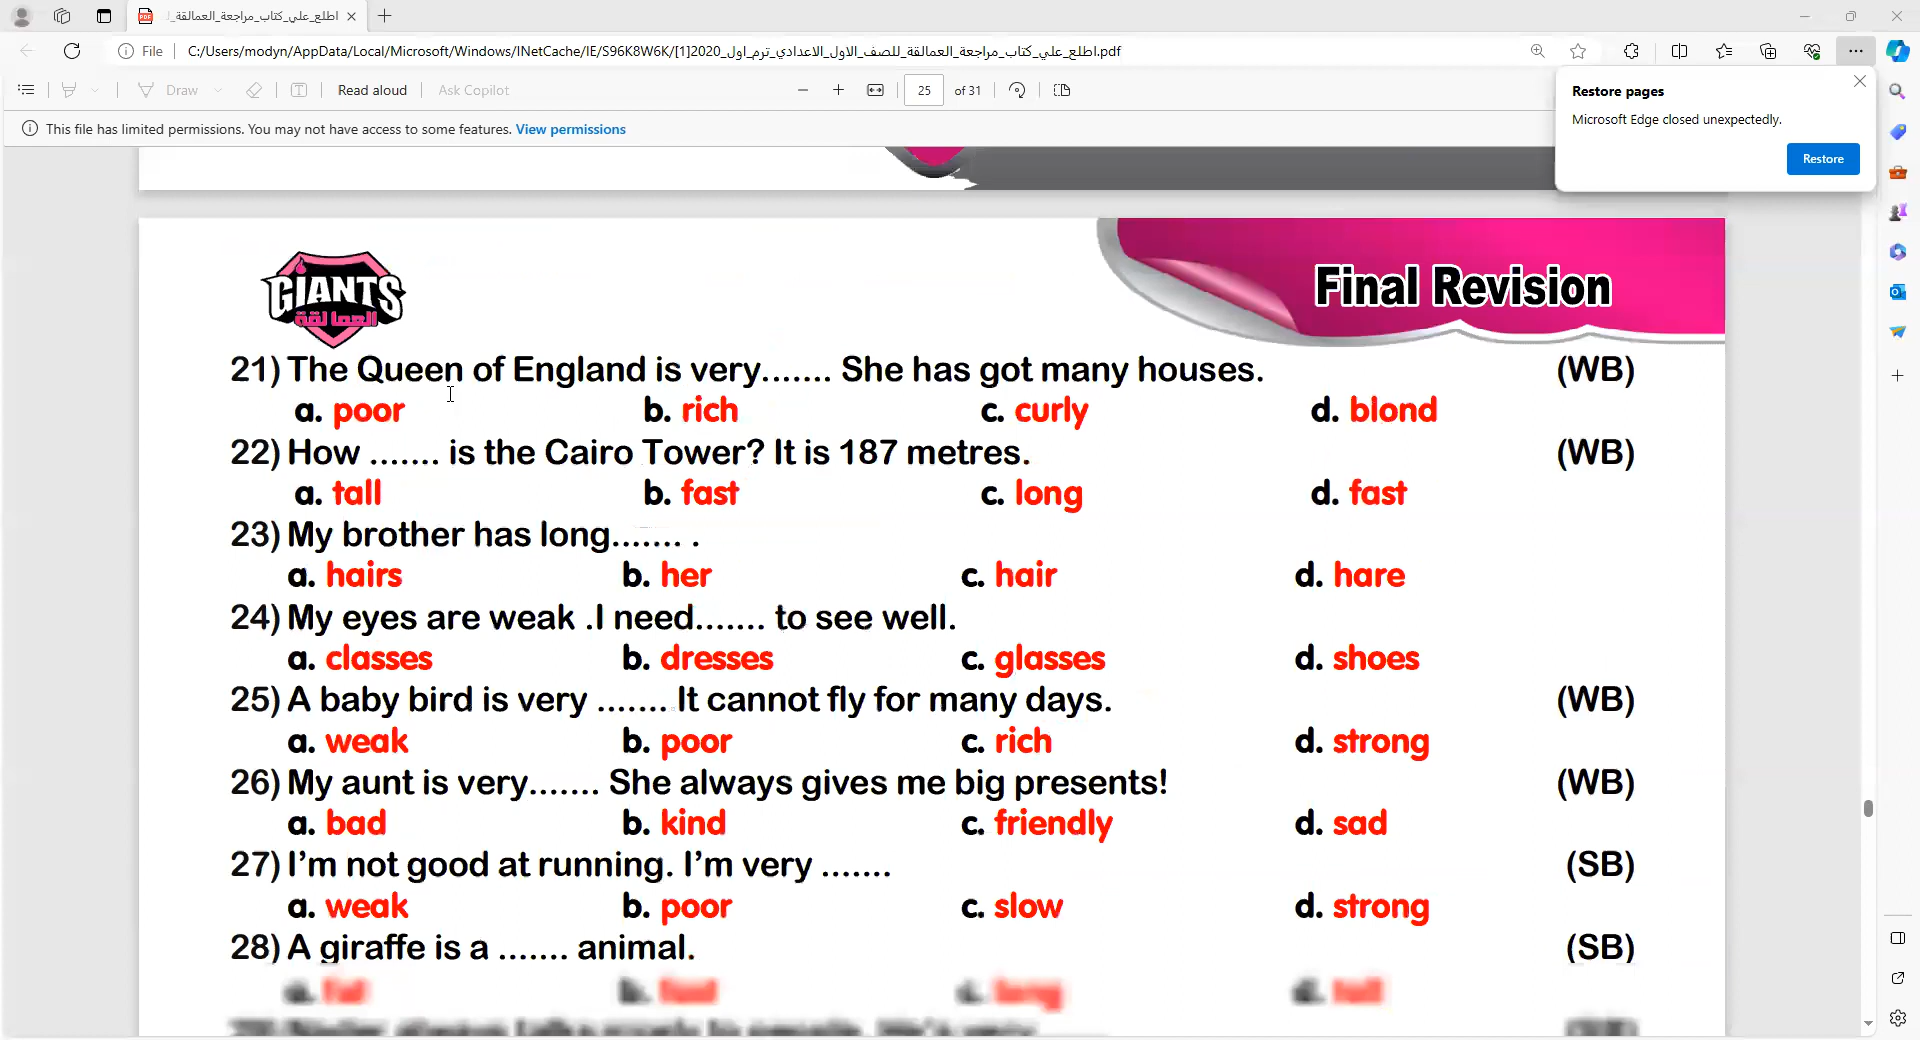 اطلع_علي_كتاب_مراجعة_العمالقة_ل
File
C:/Users/modyn/AppData/Local/Microsoft/Windows/INetCache/IE/S96K8W6K/[1]2020_اطلع_علي_كتاب_مراجعة_العمالقة_للصف_الاول_الاعدادي_ترم_اول.pdf
Draw
Read aloud
Ask Copilot
25 of 31
This file has limited permissions. You may not have access to some features. View permissions
Restore pages
Microsoft Edge closed unexpectedly.
Restore
GIANTS
العمالقة
Final Revision
21) The Queen of England is very....... She has got many houses. (WB)
a. poor b. rich c. curly d. blond
22) How ....... is the Cairo Tower? It is 187 metres. (WB)
a. tall b. fast c. long d. fast
23) My brother has long....... .
a. hairs b. her c. hair d. hare
24) My eyes are weak .I need....... to see well.
a. classes b. dresses c. glasses d. shoes
25) A baby bird is very ....... It cannot fly for many days. (WB)
a. weak b. poor c. rich d. strong
26) My aunt is very....... She always gives me big presents! (WB)
a. bad b. kind c. friendly d. sad
27) I'm not good at running. I'm very ....... (SB)
a. weak b. poor c. slow d. strong
28) A giraffe is a ....... animal. (SB)